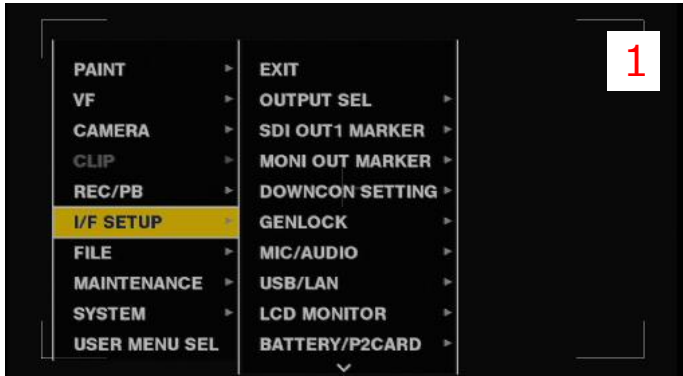 1
PAINT
VF
CAMERA
CLIP
REC/PB
I/F SETUP
FILE
MAINTENANCE
SYSTEM
USER MENU SEL
EXIT
OUTPUT SEL
SDI OUT1 MARKER
MONI OUT MARKER
DOWNCON SETTING
GENLOCK
MIC/AUDIO
USB/LAN
LCD MONITOR
BATTERY/P2CARD